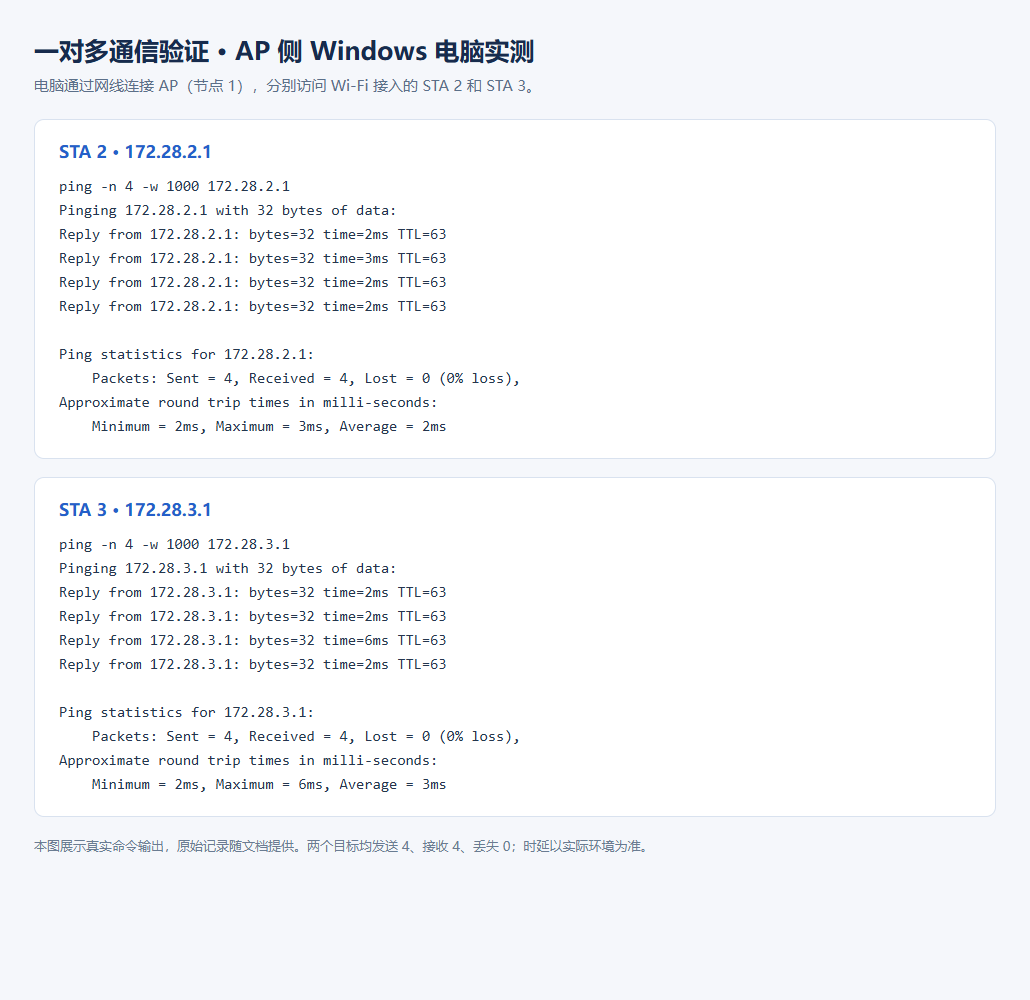 一对多通信验证 • AP 侧 Windows 电脑实测
电脑通过网线连接 AP（节点 1），分别访问 Wi-Fi 接入的 STA 2 和 STA 3。
STA 2 • 172.28.2.1
ping -n 4 -w 1000 172.28.2.1
Pinging 172.28.2.1 with 32 bytes of data:
Reply from 172.28.2.1: bytes=32 time=2ms TTL=63
Reply from 172.28.2.1: bytes=32 time=3ms TTL=63
Reply from 172.28.2.1: bytes=32 time=2ms TTL=63
Reply from 172.28.2.1: bytes=32 time=2ms TTL=63
Ping statistics for 172.28.2.1:
    Packets: Sent = 4, Received = 4, Lost = 0 (0% loss),
Approximate round trip times in milli-seconds:
    Minimum = 2ms, Maximum = 3ms, Average = 2ms
STA 3 • 172.28.3.1
ping -n 4 -w 1000 172.28.3.1
Pinging 172.28.3.1 with 32 bytes of data:
Reply from 172.28.3.1: bytes=32 time=2ms TTL=63
Reply from 172.28.3.1: bytes=32 time=2ms TTL=63
Reply from 172.28.3.1: bytes=32 time=6ms TTL=63
Reply from 172.28.3.1: bytes=32 time=2ms TTL=63
Ping statistics for 172.28.3.1:
    Packets: Sent = 4, Received = 4, Lost = 0 (0% loss),
Approximate round trip times in milli-seconds:
    Minimum = 2ms, Maximum = 6ms, Average = 3ms
本图展示真实命令输出，原始记录随文档提供。两个目标均发送 4、接收 4、丢失 0；时延以实际环境为准。